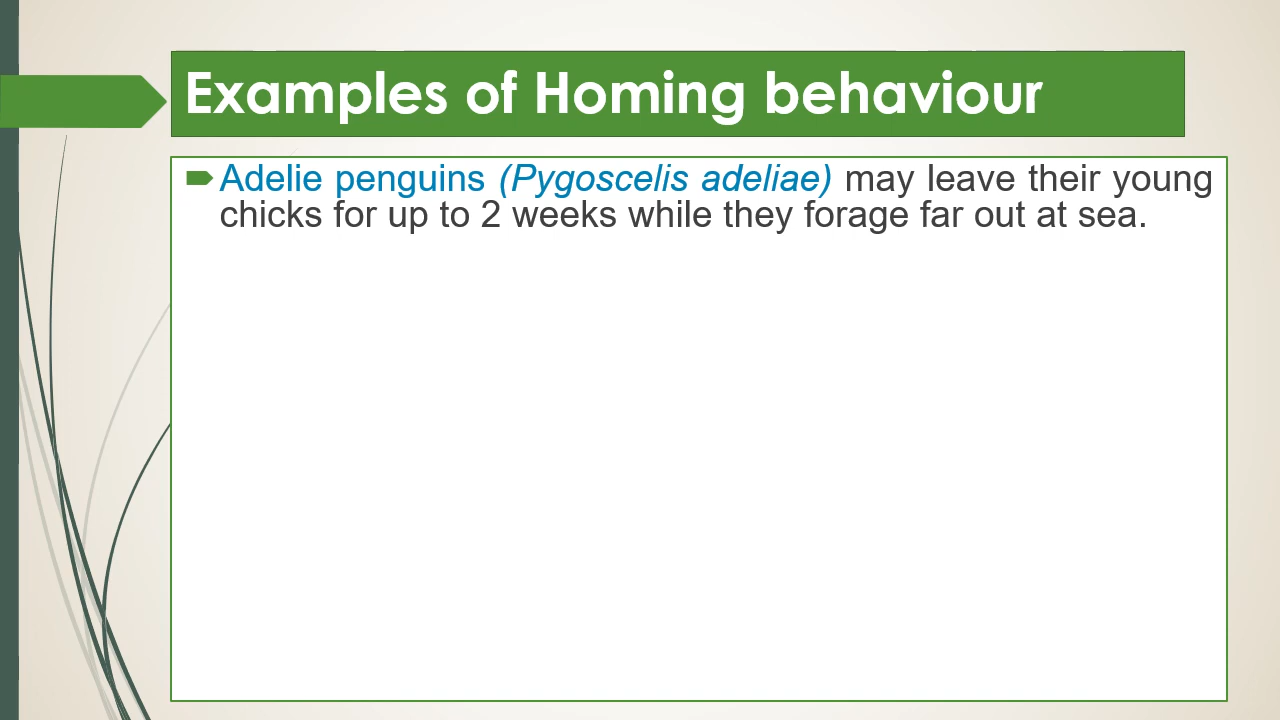 Examples of Homing behaviour
Adelie penguins (Pygoscelis adeliae) may leave their young
chicks for up to 2 weeks while they forage far out at sea.